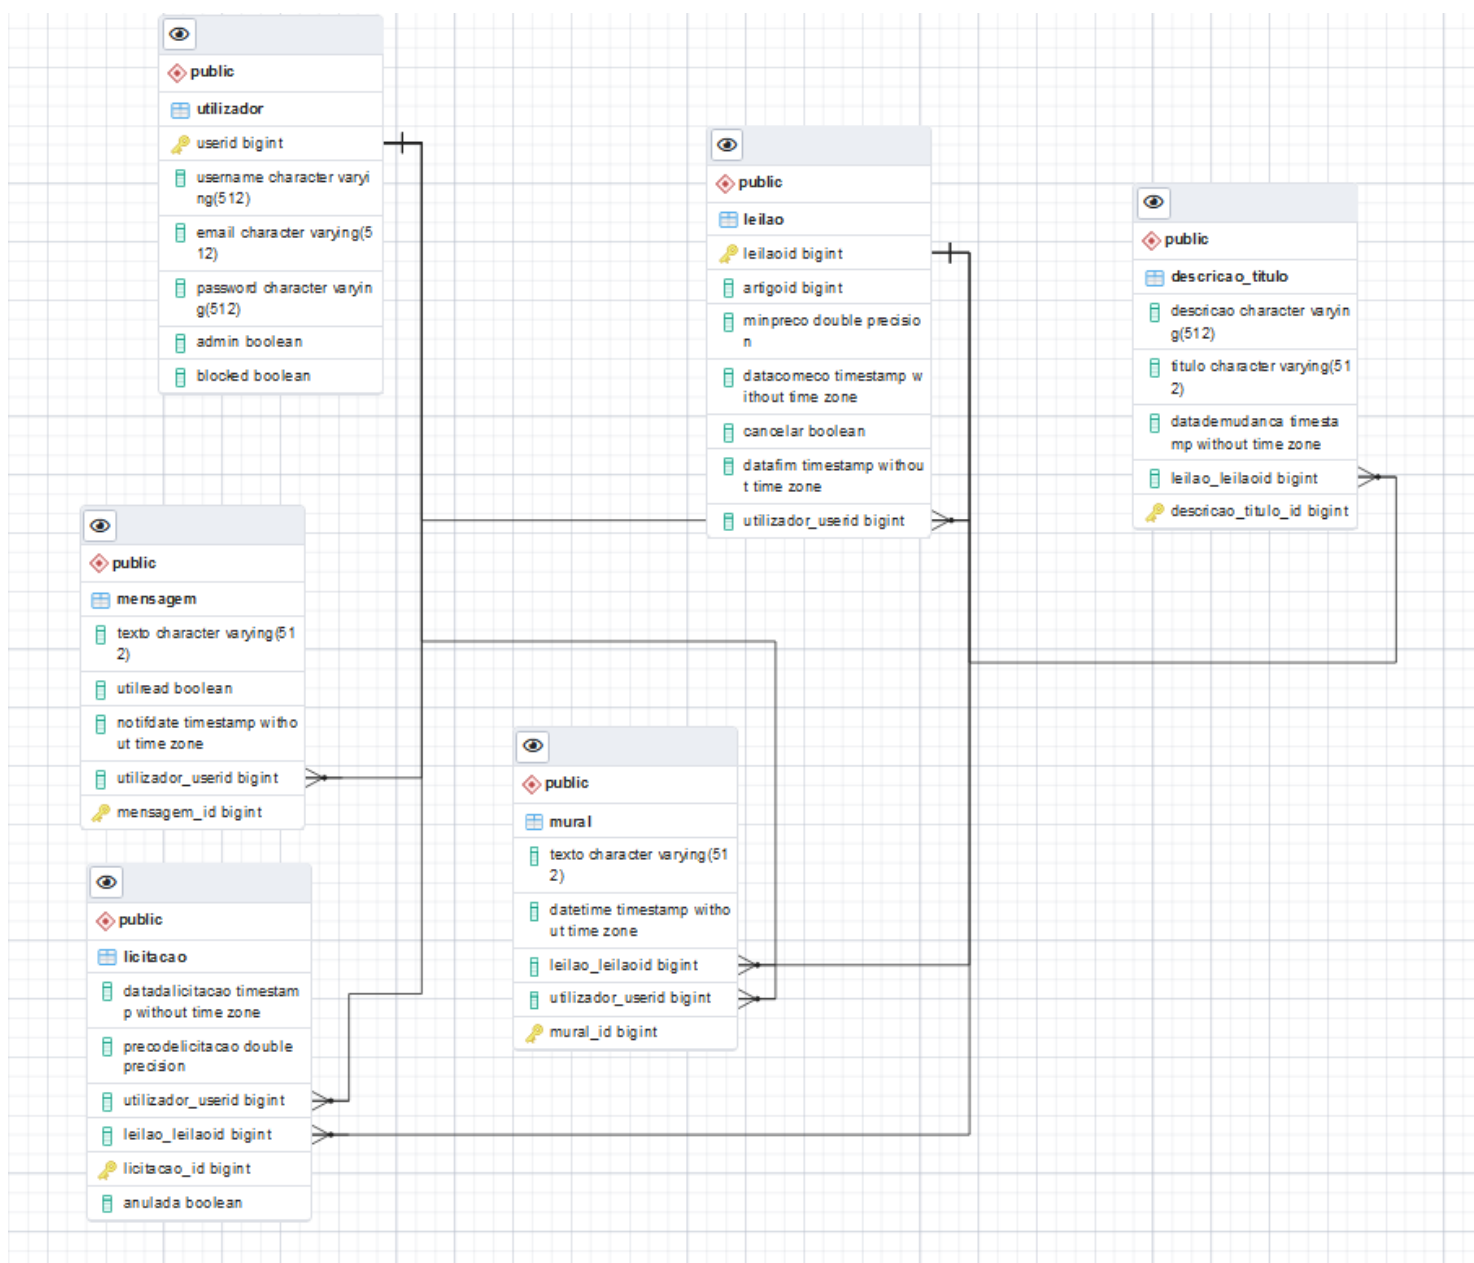 public
utilizador
userid bigint
username character varyi
ng(512)
email character varying(5
12)
password character varyin
g(512)
admin boolean
blocked boolean
public
leilao
leilaoid bigint
artigoid bigint
minpreco double precisio
n
datacomeco timestamp w
ithout time zone
cancelar boolean
datafim timestamp withou
t time zone
utilizador_userid bigint
public
descricao_titulo
descricao character varyin
g(512)
titulo character varying(51
2)
datademudanca timesta
mp without time zone
leilao_leilaoid bigint
descricao_titulo_id bigint
public
mensagem
texto character varying(51
2)
utilread boolean
notifdate timestamp witho
ut time zone
utilizador_userid bigint
mensagem_id bigint
public
mural
texto character varying(51
2)
datetime timestamp witho
ut time zone
leilao_leilaoid bigint
utilizador_userid bigint
mural_id bigint
public
licitacao
datadalicitacao timestam
p without time zone
precodelicitacao double
precision
utilizador_userid bigint
leilao_leilaoid bigint
licitacao_id bigint
anulada boolean